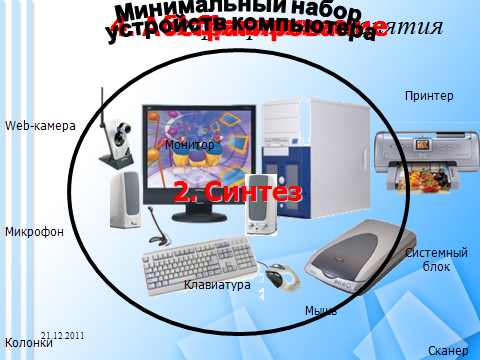 Минимальный набор
устройств компьютера
Принтер
Web-камера
Монитор
2. Синтез
Микрофон
Системный
блок
Клавиатура
Мышь
21.12.2011
Колонки
Сканер